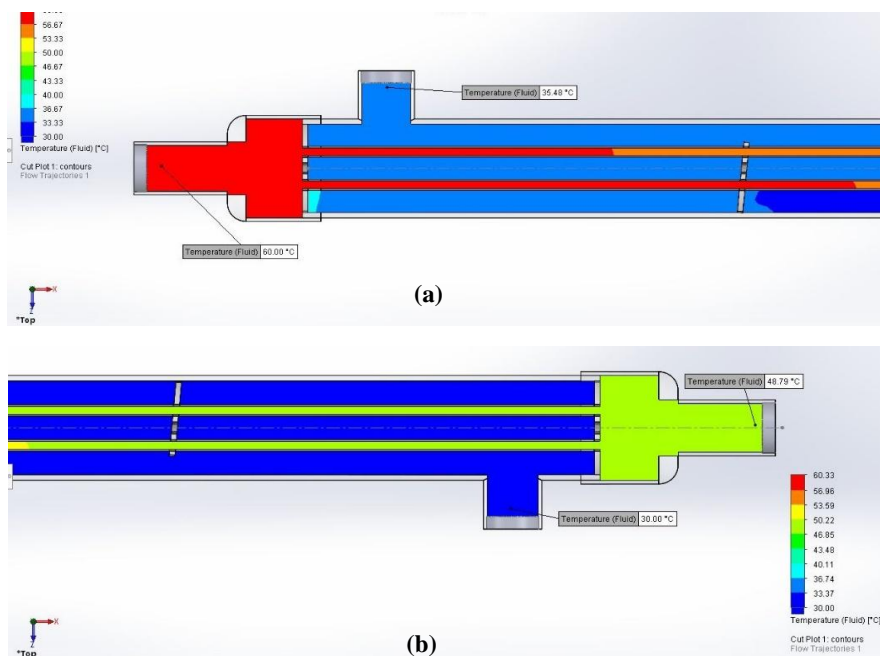 56.67
53.33
50.00
46.67
43.33
40.00
36.67
33.33
30.00
Temperature (Fluid) [°C]
Cut Plot 1: contours
Flow Trajectories 1
Temperature (Fluid) 35.48 °C
Temperature (Fluid) 60.00 °C
X
Z
*Top
(a)
Temperature (Fluid) 48.79 °C
Temperature (Fluid) 30.00 °C
60.33
56.96
53.59
50.22
46.85
43.48
40.11
36.74
33.37
30.00
Temperature (Fluid) [°C]
Cut Plot 1: contours
Flow Trajectories 1
X
Z
*Top
(b)